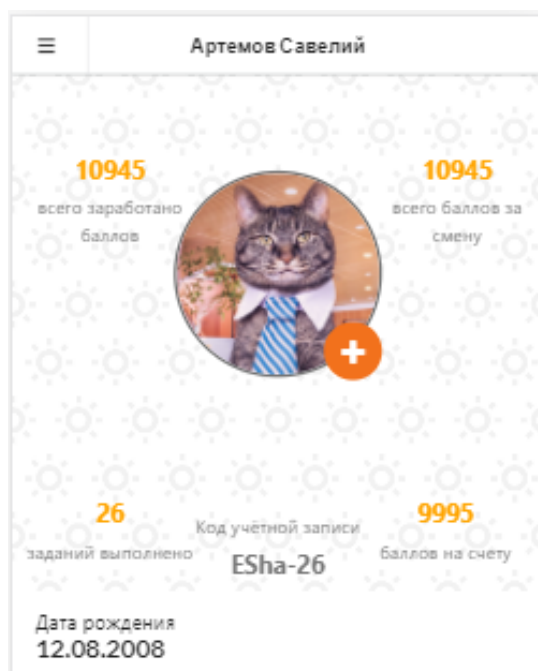 Артемов Савелий
10945
всего заработано
баллов
10945
всего баллов за
смену
26
заданий выполнено
Код учётной записи
ESha-26
9995
баллов на счету
Дата рождения
12.08.2008